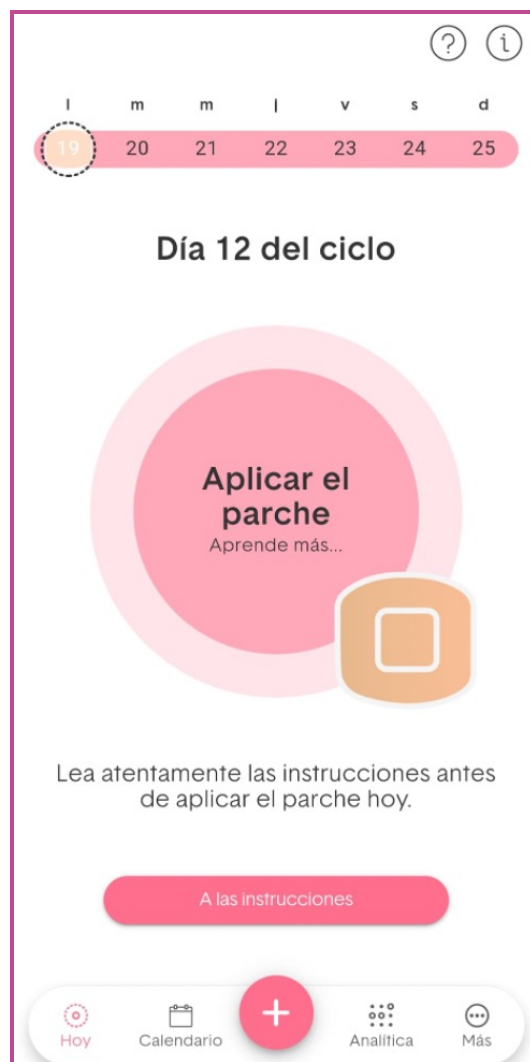 ? i
l m m j v s d
19 20 21 22 23 24 25
Día 12 del ciclo
Aplicar el
parche
Aprende más...
Lea atentamente las instrucciones antes
de aplicar el parche hoy.
A las instrucciones
+
Hoy Calendario Analítica Más